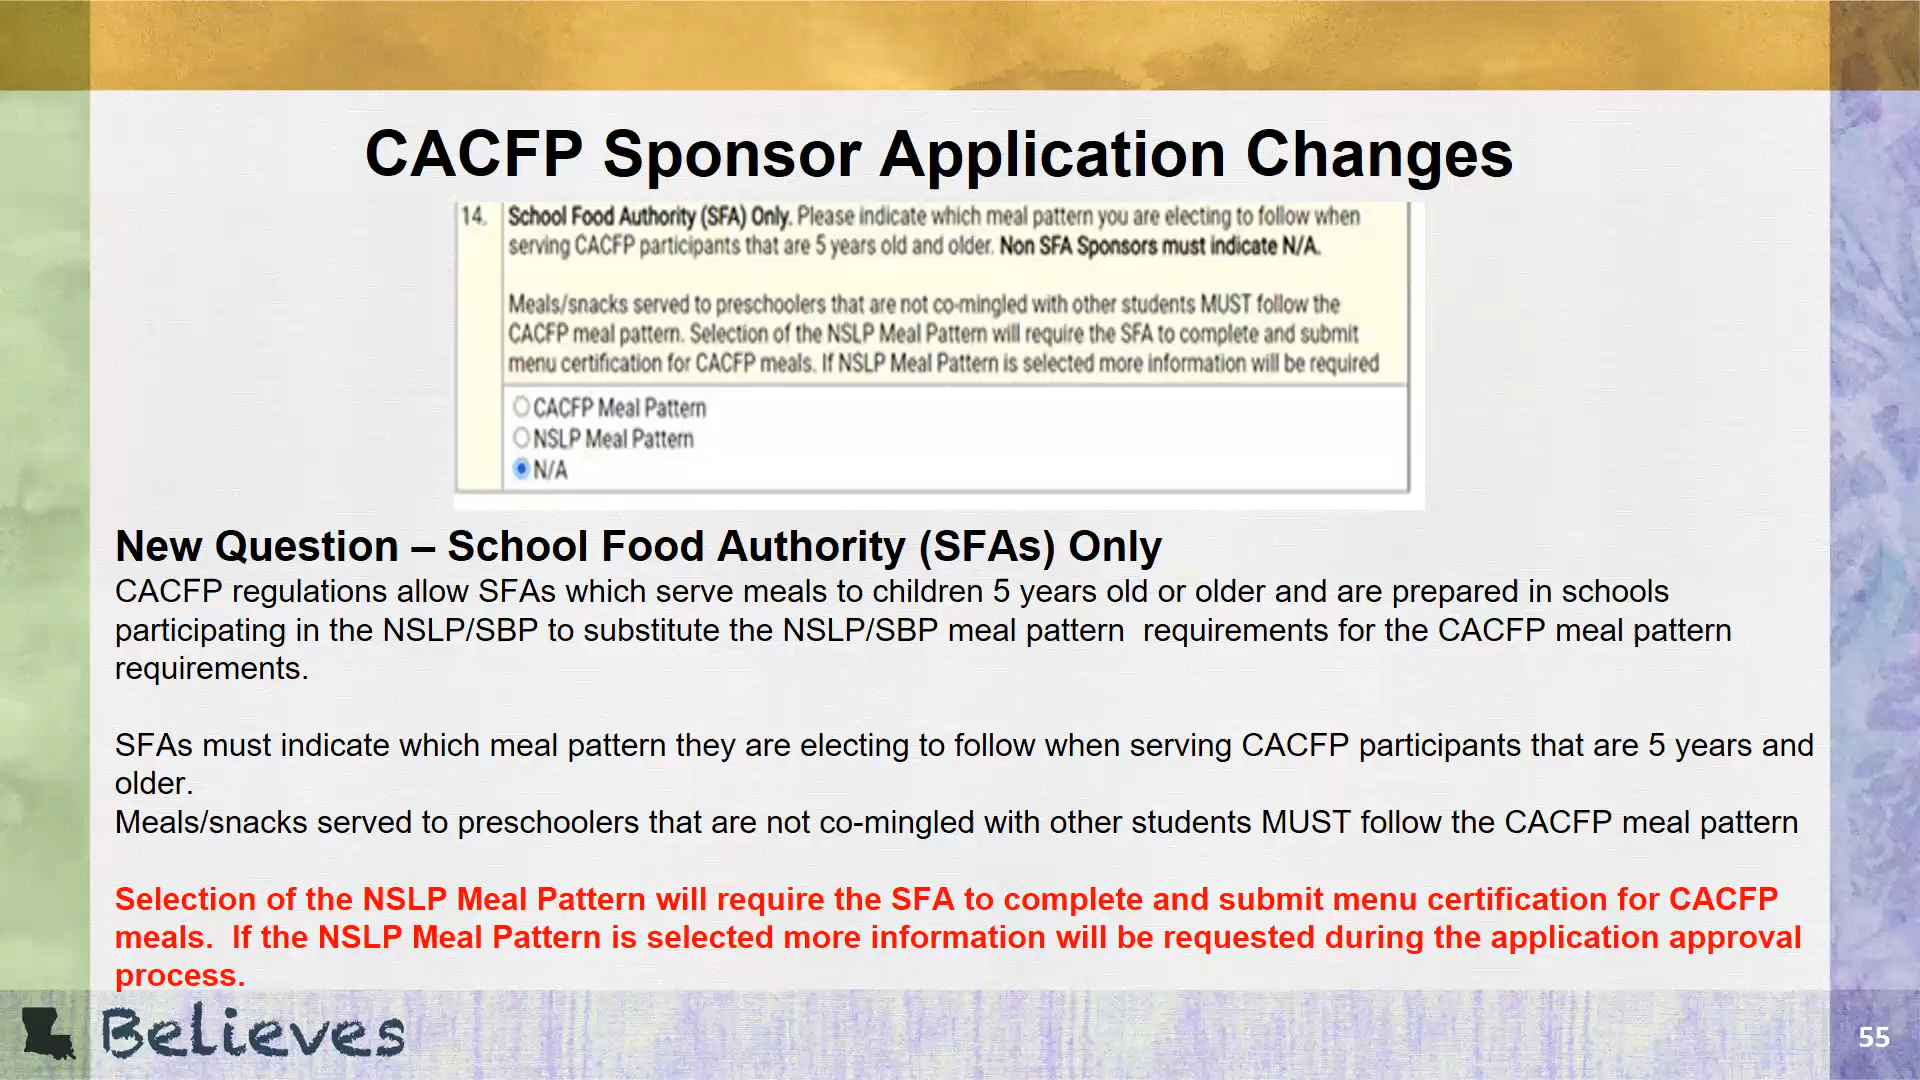 CACFP Sponsor Application Changes
14. School Food Authority (SFA) Only. Please indicate which meal pattern you are electing to follow when
serving CACFP participants that are 5 years old and older. Non SFA Sponsors must indicate N/A.
Meals/snacks served to preschoolers that are not co-mingled with other students MUST follow the
CACFP meal pattern. Selection of the NSLP Meal Pattern will require the SFA to complete and submit
menu certification for CACFP meals. If NSLP Meal Pattern is selected more information will be required
CACFP Meal Pattern
NSLP Meal Pattern
N/A
New Question – School Food Authority (SFAs) Only
CACFP regulations allow SFAs which serve meals to children 5 years old or older and are prepared in schools
participating in the NSLP/SBP to substitute the NSLP/SBP meal pattern  requirements for the CACFP meal pattern
requirements.
SFAs must indicate which meal pattern they are electing to follow when serving CACFP participants that are 5 years and
older.
Meals/snacks served to preschoolers that are not co-mingled with other students MUST follow the CACFP meal pattern
Selection of the NSLP Meal Pattern will require the SFA to complete and submit menu certification for CACFP
meals.  If the NSLP Meal Pattern is selected more information will be requested during the application approval
process.
Believes
55